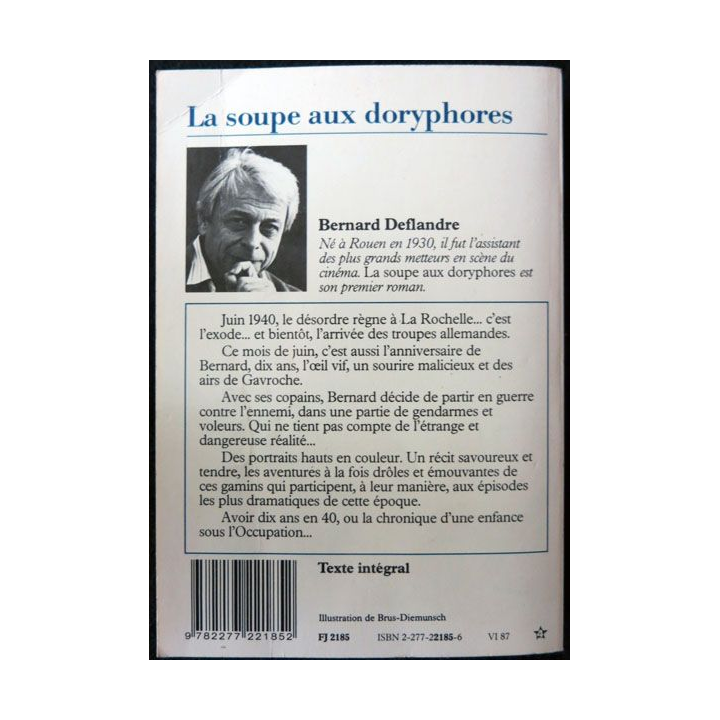 La soupe aux doryphores
Bernard Deflandre
Né à Rouen en 1930, il fut l'assistant
des plus grands metteurs en scène du
cinéma. La soupe aux doryphores est
son premier roman.
Juin 1940, le désordre règne à La Rochelle... c'est
l'exode... et bientôt, l'arrivée des troupes allemandes.
Ce mois de juin, c'est aussi l'anniversaire de
Bernard, dix ans, l'œil vif, un sourire malicieux et des
airs de Gavroche.
Avec ses copains, Bernard décide de partir en guerre
contre l'ennemi, dans une partie de gendarmes et
voleurs. Qui ne tient pas compte de l'étrange et
dangereuse réalité...
Des portraits hauts en couleur. Un récit savoureux et
tendre, les aventures à la fois drôles et émouvantes de
ces gamins qui participent, à leur manière, aux épisodes
les plus dramatiques de cette époque.
Avoir dix ans en 40, ou la chronique d'une enfance
sous l'Occupation...
Texte intégral
Illustration de Brus-Diemunsch
9 782277 221852
FJ 2185 ISBN 2-277-22185-6 VI 87